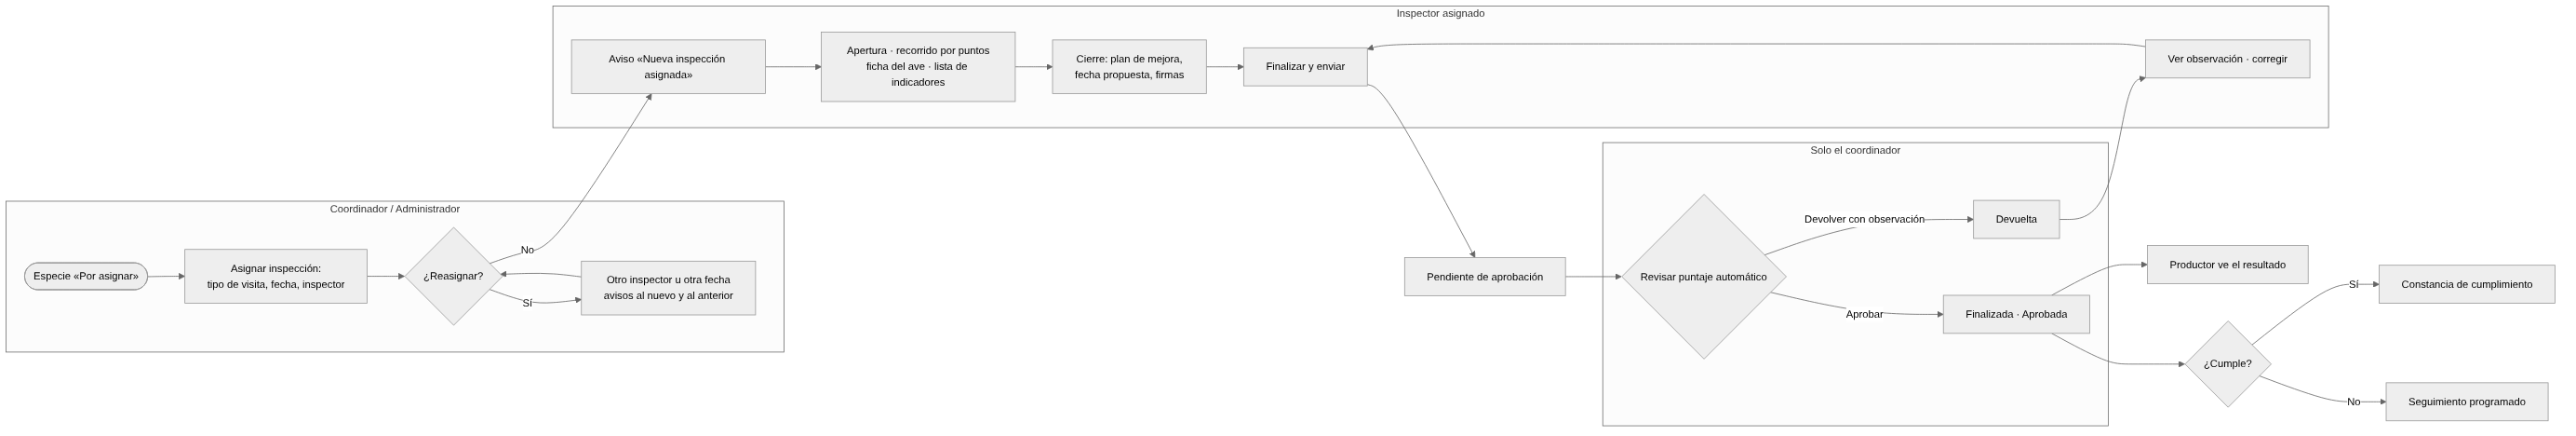 Inspector asignado
Aviso «Nueva inspección
asignada»
Apertura · recorrido por puntos
ficha del ave · lista de
indicadores
Cierre: plan de mejora,
fecha propuesta, firmas
Finalizar y enviar
Ver observación · corregir
Coordinador / Administrador
Especie «Por asignar»
Asignar inspección:
tipo de visita, fecha, inspector
¿Reasignar?
No
Sí
Otro inspector u otra fecha
avisos al nuevo y al anterior
Pendiente de aprobación
Solo el coordinador
Revisar puntaje automático
Devolver con observación
Devuelta
Aprobar
Finalizada · Aprobada
Productor ve el resultado
¿Cumple?
Sí
Constancia de cumplimiento
No
Seguimiento programado